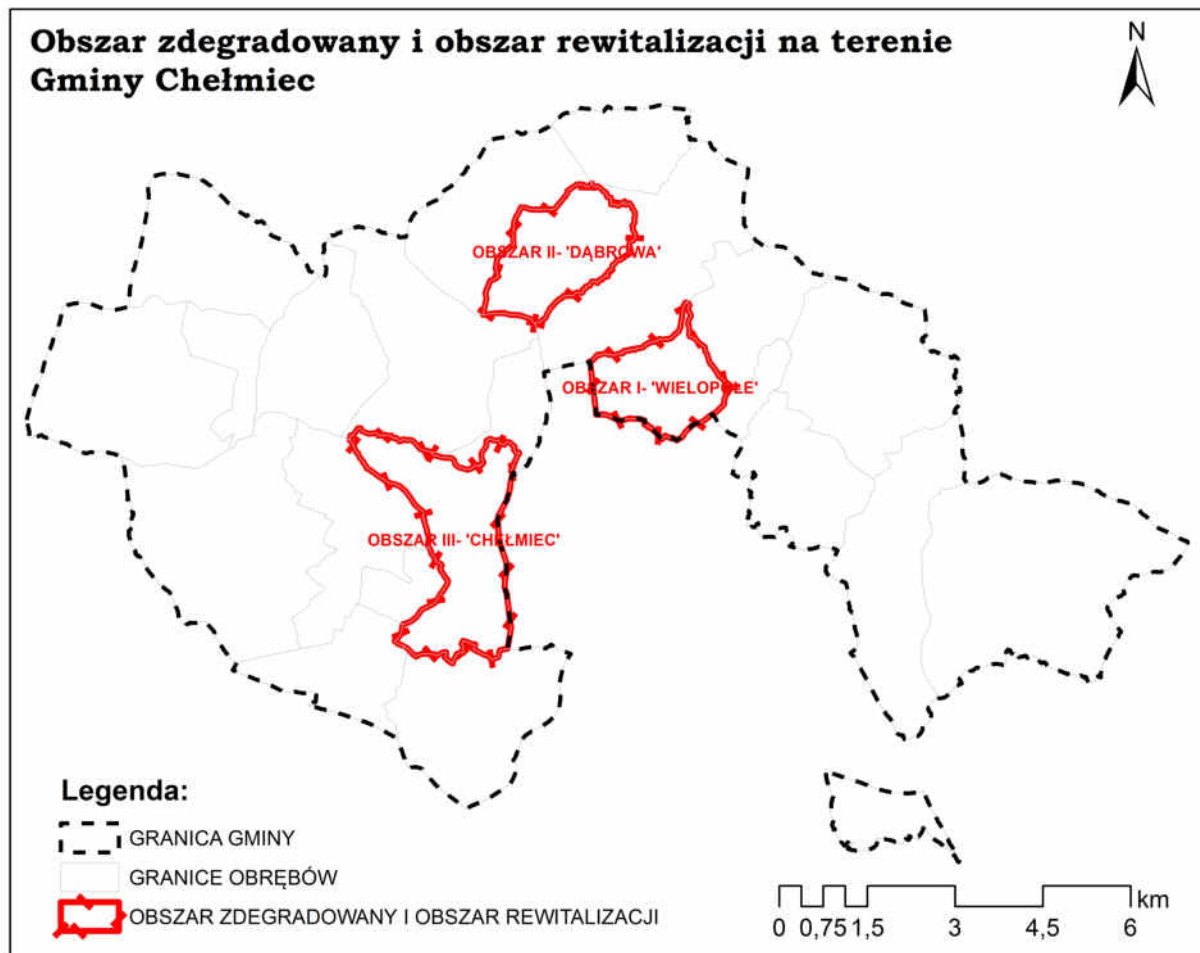 Obszar zdegradowany i obszar rewitalizacji na terenie
Gminy Chełmiec
N
OBSZAR II- 'DĄBROWA'
OBSZAR I- 'WIELOPOLE'
OBSZAR III- 'CHEŁMIEC'
Legenda:
GRANICA GMINY
GRANICE OBRĘBÓW
OBSZAR ZDEGRADOWANY I OBSZAR REWITALIZACJI
km
0 0,75 1,5 3 4,5 6